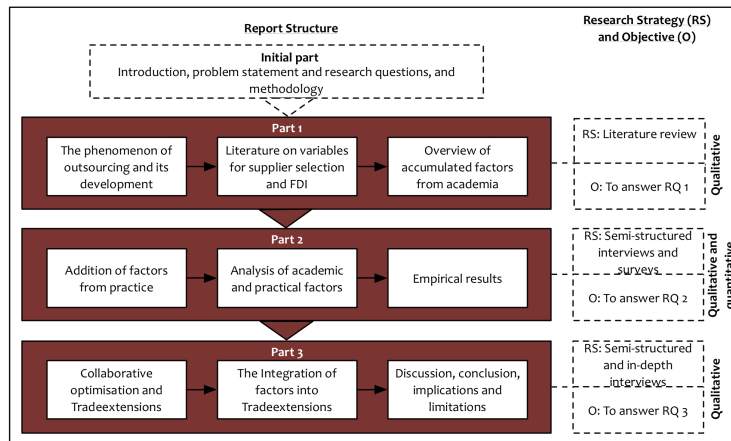 Report Structure
Research Strategy (RS)
and Objective (O)
Initial part
Introduction, problem statement and research questions, and
methodology
Part 1
The phenomenon of
outsourcing and its
development
Literature on variables
for supplier selection
and FDI
Overview of
accumulated factors
from academia
RS: Literature review
O: To answer RQ 1
Qualitative
Part 2
Addition of factors
from practice
Analysis of academic
and practical factors
Empirical results
RS: Semi-structured
interviews and
surveys
O: To answer RQ 2
Qualitative and
quantitative
Part 3
Collaborative
optimisation and
Tradeextensions
The Integration of
factors into
Tradeextensions
Discussion, conclusion,
implications and
limitations
RS: Semi-structured
and in-depth
interviews
O: To answer RQ 3
Qualitative